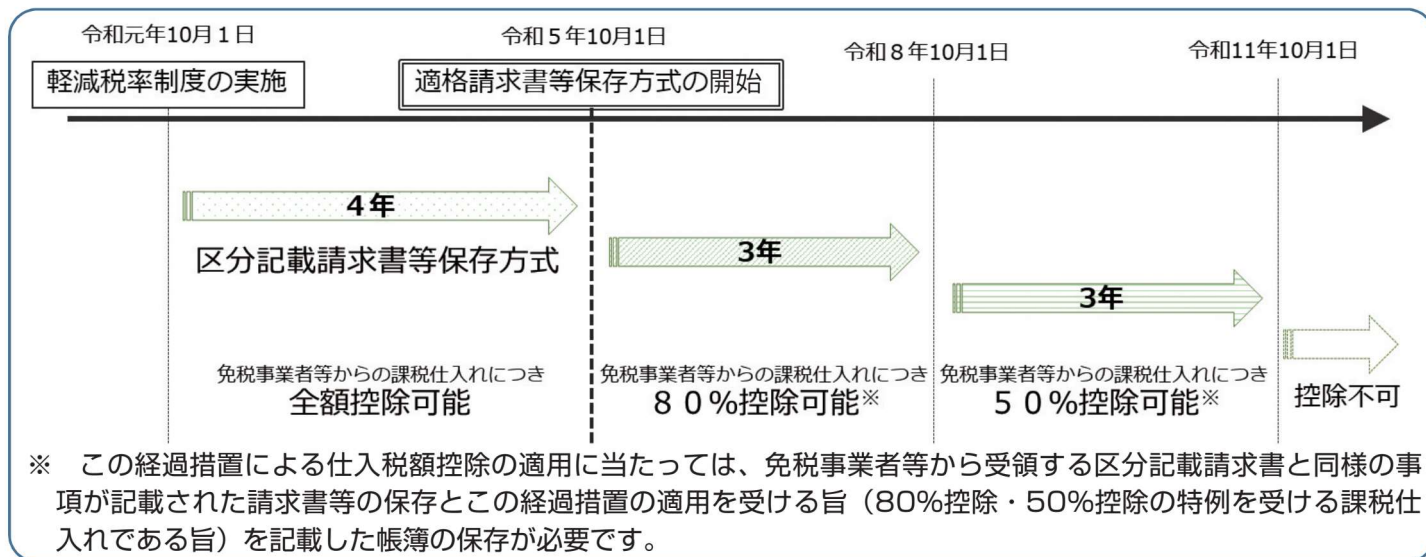 令和元年10月1日
令和5年10月1日
令和8年10月1日
令和11年10月1日
軽減税率制度の実施
適格請求書等保存方式の開始
4年
区分記載請求書等保存方式
3年
3年
免税事業者等からの課税仕入れにつき
全額控除可能
免税事業者等からの課税仕入れにつき
80%控除可能※
免税事業者等からの課税仕入れにつき
50%控除可能※
控除不可
※ この経過措置による仕入税額控除の適用に当たっては、免税事業者等から受領する区分記載請求書と同様の事
項が記載された請求書等の保存とこの経過措置の適用を受ける旨（80%控除・50%控除の特例を受ける課税仕
入れである旨）を記載した帳簿の保存が必要です。